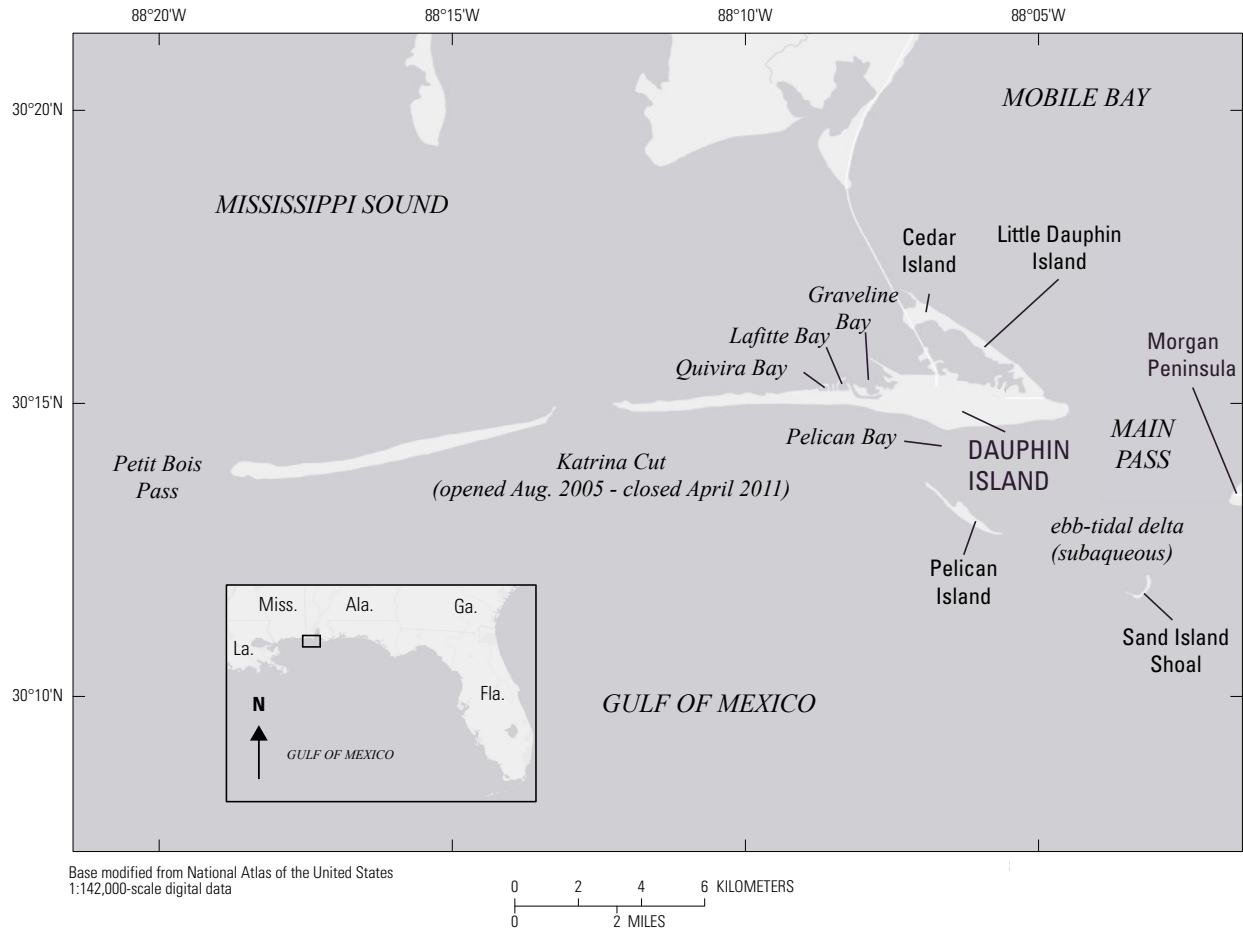 88°20'W
88°15'W
88°10'W
88°05'W
30°20'N
MOBILE BAY
MISSISSIPPI SOUND
Cedar
Island
Little Dauphin
Island
Graveline
Bay
Lafitte Bay
Quivira Bay
Morgan
Peninsula
30°15'N
Pelican Bay
DAUPHIN
ISLAND
MAIN
PASS
Petit Bois
Pass
Katrina Cut
(opened Aug. 2005 - closed April 2011)
ebb-tidal delta
(subaqueous)
Pelican
Island
Sand Island
Shoal
30°10'N
GULF OF MEXICO
Miss.
Ala.
Ga.
La.
Fla.
N
GULF OF MEXICO
Base modified from National Atlas of the United States
1:142,000-scale digital data
0 2 4 6 KILOMETERS
0 2 MILES